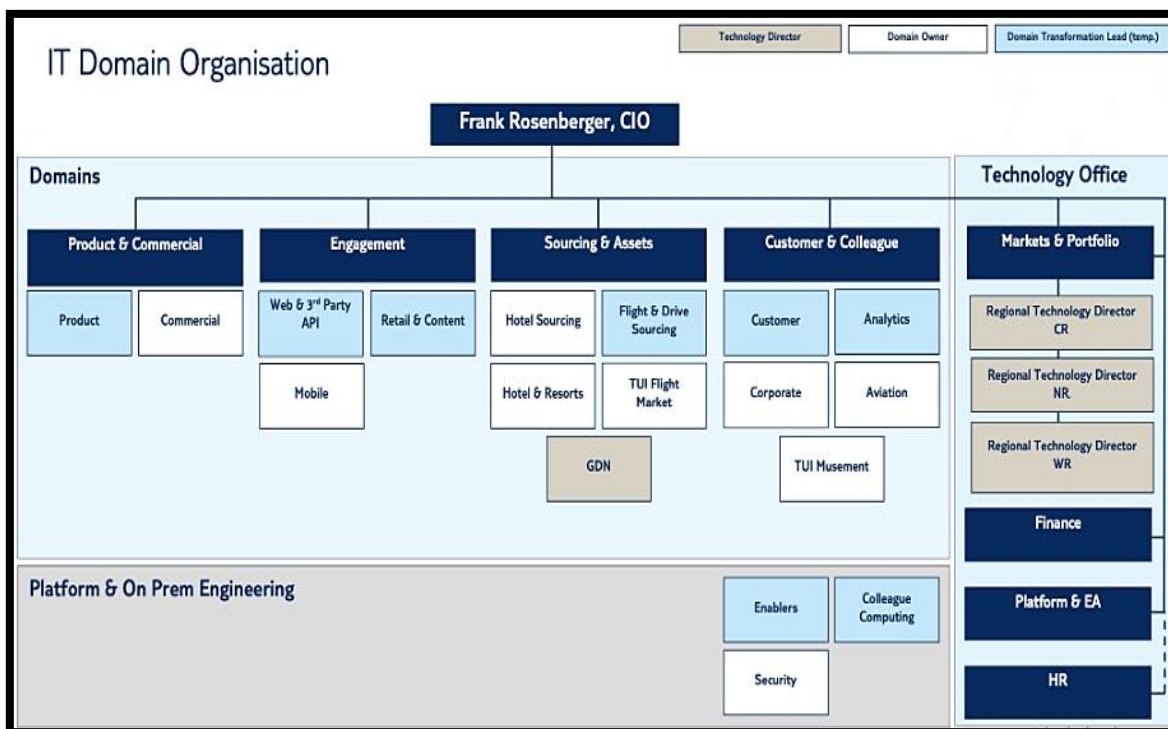 Technology Director
Domain Owner
Domain Transformation Lead (temp.)
IT Domain Organisation
Frank Rosenberger, CIO
Domains
Technology Office
Product & Commercial
Engagement
Sourcing & Assets
Customer & Colleague
Markets & Portfolio
Product
Commercial
Web & 3rd Party
API
Retail & Content
Hotel Sourcing
Flight & Drive
Sourcing
Customer
Analytics
Regional Technology Director
CR
Mobile
Hotel & Resorts
TUI Flight
Market
Corporate
Aviation
Regional Technology Director
NR.
GDN
TUI Musement
Regional Technology Director
WR
Finance
Platform & On Prem Engineering
Enablers
Colleague
Computing
Platform & EA
Security
HR